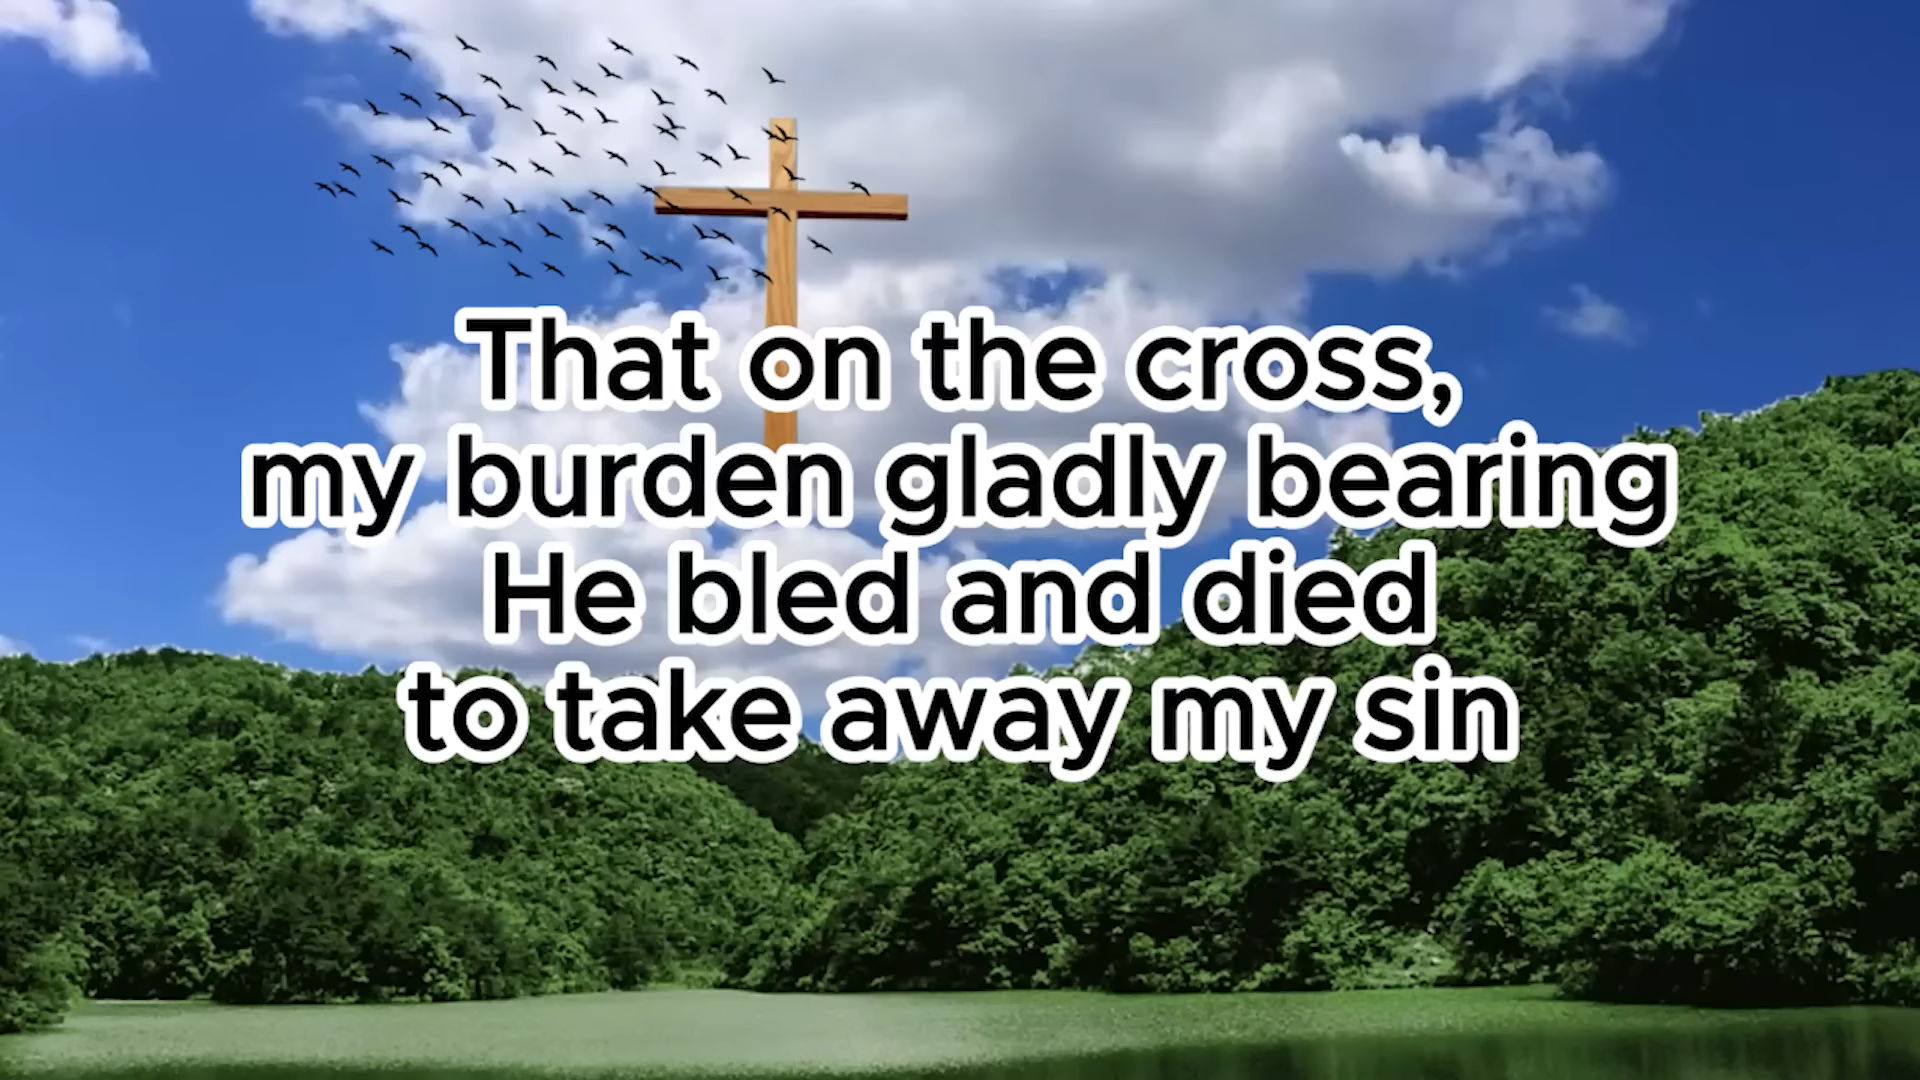 That on the cross,
my burden gladly bearing
He bled and died
to take away my sin